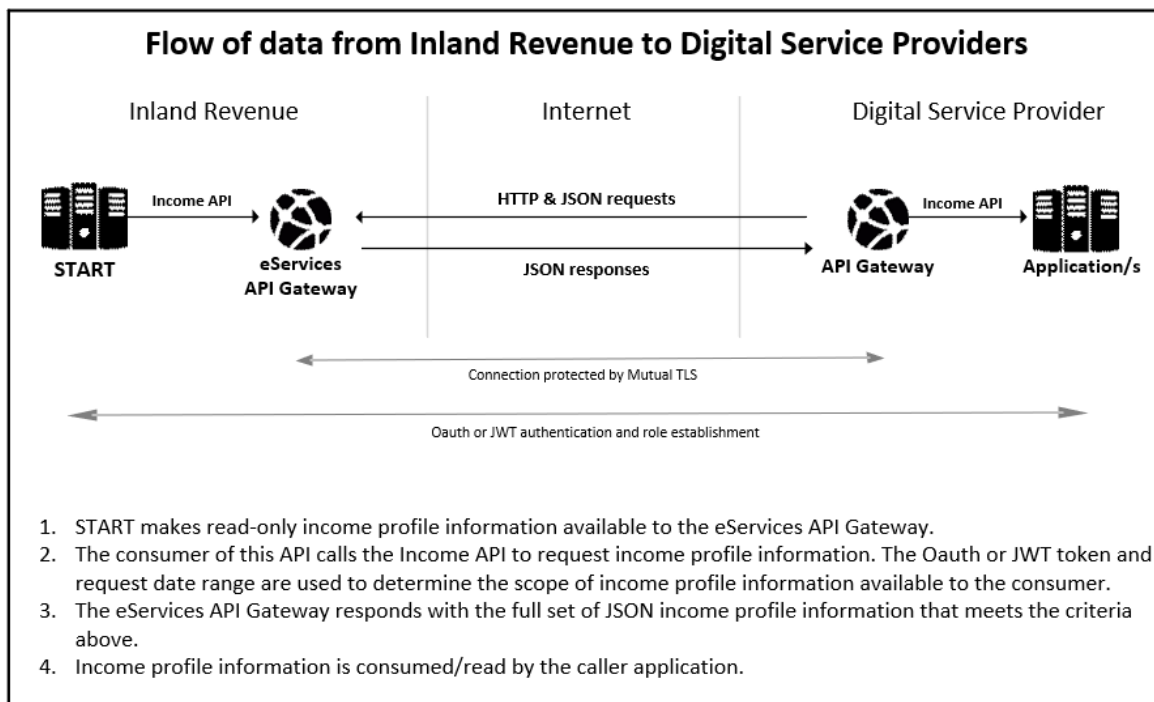 Flow of data from Inland Revenue to Digital Service Providers
Inland Revenue
Internet
Digital Service Provider
Income API
HTTP & JSON requests
Income API
START
eServices
API Gateway
JSON responses
API Gateway
Application/s
Connection protected by Mutual TLS
Oauth or JWT authentication and role establishment
1. START makes read-only income profile information available to the eServices API Gateway.
2. The consumer of this API calls the Income API to request income profile information. The Oauth or JWT token and
request date range are used to determine the scope of income profile information available to the consumer.
3. The eServices API Gateway responds with the full set of JSON income profile information that meets the criteria
above.
4. Income profile information is consumed/read by the caller application.